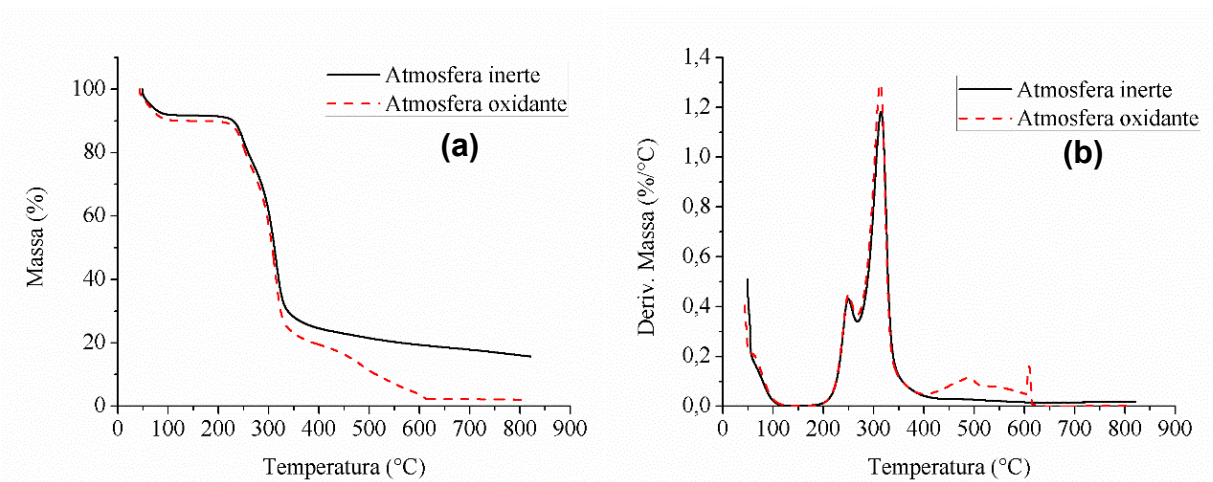 Atmosfera inerte
Atmosfera oxidante
(a)
Massa (%)
100
80
60
40
20
0
0 100 200 300 400 500 600 700 800 900
Temperatura (°C)
Atmosfera inerte
Atmosfera oxidante
(b)
Deriv. Massa (%/°C)
1,4
1,2
1,0
0,8
0,6
0,4
0,2
0,0
0 100 200 300 400 500 600 700 800 900
Temperatura (°C)